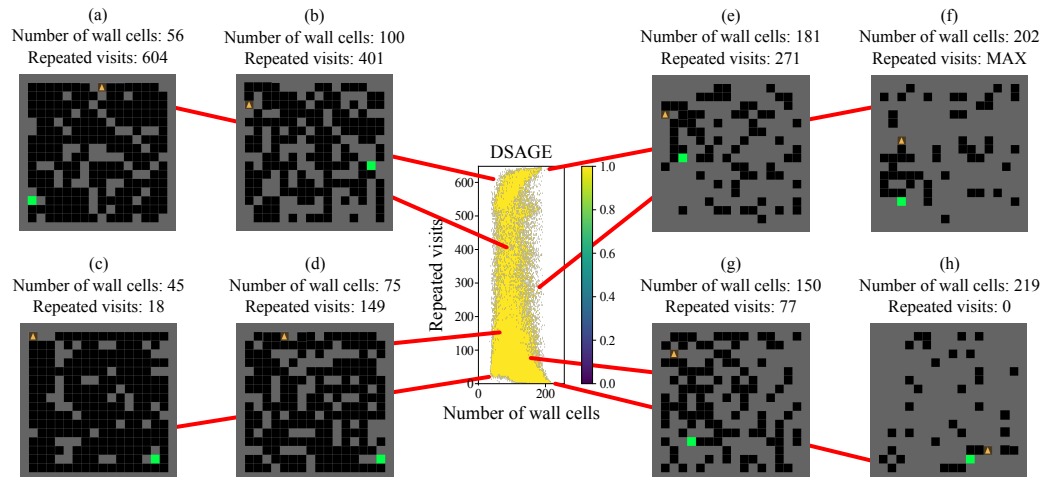 (a)
Number of wall cells: 56
Repeated visits: 604
(b)
Number of wall cells: 100
Repeated visits: 401
(e)
Number of wall cells: 181
Repeated visits: 271
(f)
Number of wall cells: 202
Repeated visits: MAX
DSAGE
Repeated visits
600
500
400
300
200
100
0
0
200
Number of wall cells
1.0
0.8
0.6
0.4
0.2
0.0
(c)
Number of wall cells: 45
Repeated visits: 18
(d)
Number of wall cells: 75
Repeated visits: 149
(g)
Number of wall cells: 150
Repeated visits: 77
(h)
Number of wall cells: 219
Repeated visits: 0